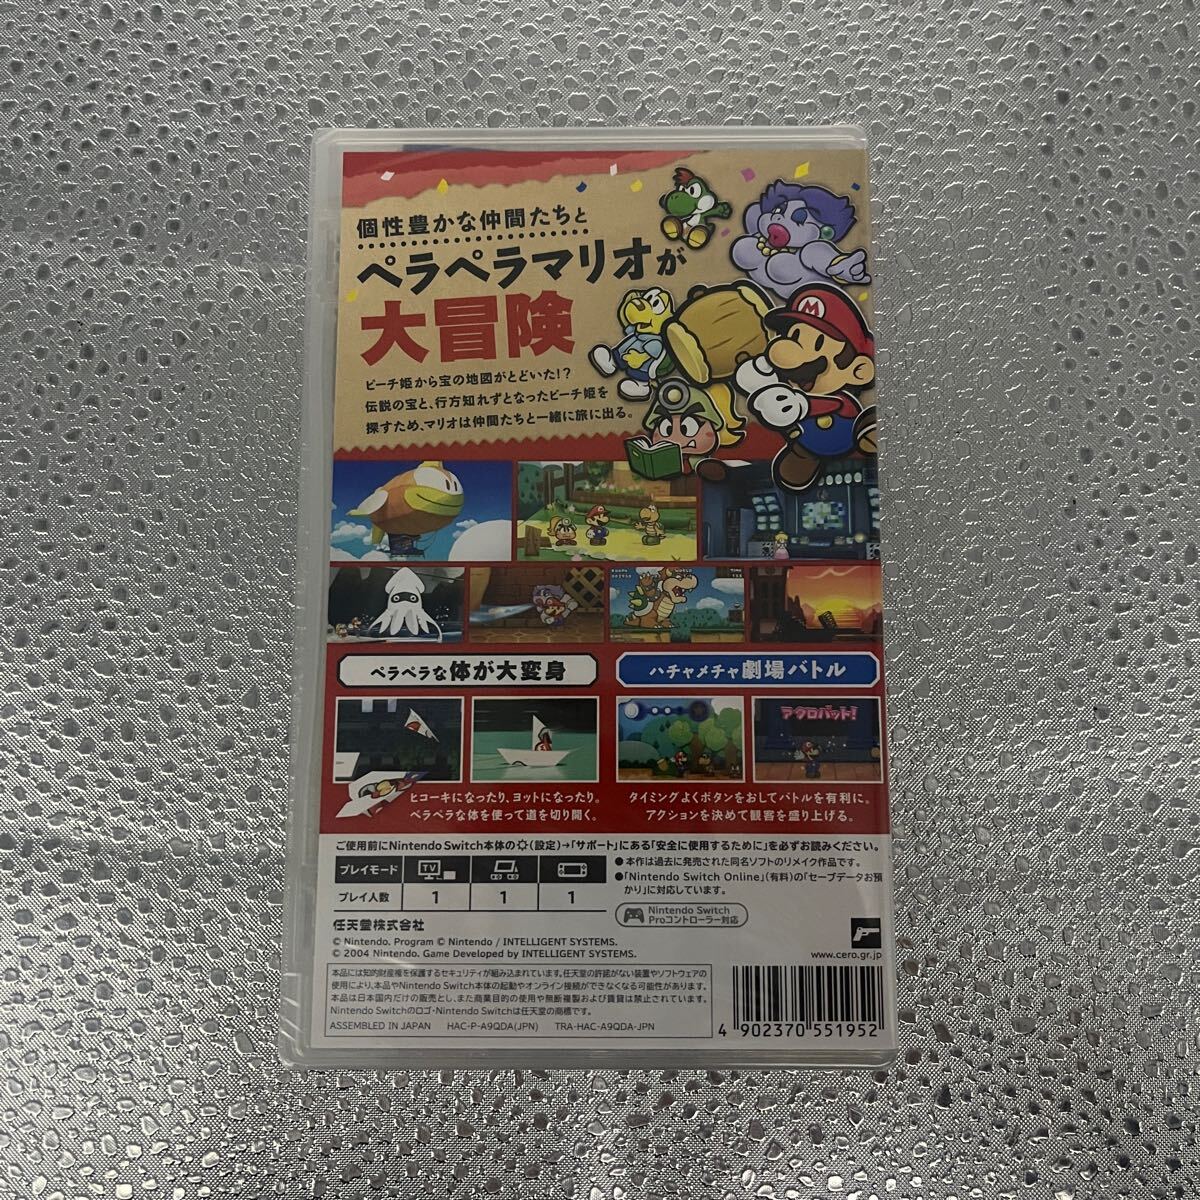 個性豊かな仲間たちと
ペラペラマリオが
大冒険
ピーチ姫から宝の地図がとどいた!?
伝説の宝と、行方知れずとなったピーチ姫を
探すため、マリオは仲間たちと一緒に旅に出る。
M
ペラペラな体が大変身
ハチャメチャ劇場バトル
アクロバット!
ヒコーキになったり、ヨットになったり。
ペラペラな体を使って道を切り開く。
タイミングよくボタンをおしてバトルを有利に。
アクションを決めて観客を盛り上げる。
ご使用前にNintendo Switch本体の(設定)→「サポート」にある「安全に使用するために」を必ずお読みください。
プレイモード TV
プレイ人数 1 1 1
●本作は過去に発売された同名ソフトのリメイク作品です。
●「Nintendo Switch Online」(有料)の「セーブデータお預
かり」に対応しています。
Nintendo Switch
Proコントローラー対応
任天堂株式会社
© Nintendo. Program © Nintendo / INTELLIGENT SYSTEMS.
© 2004 Nintendo. Game Developed by INTELLIGENT SYSTEMS.
www.cero.gr.jp
本品には知的財産権を保護するセキュリティが組み込まれています。任天堂の許諾がない装置やソフトウェアの
使用により、本品やNintendo Switch本体の起動やオンライン接続ができなくなる可能性があります。
本品は日本国内だけの販売とし、また商業目的の使用や無断複製および賃貸は禁止されています。
Nintendo Switchのロゴ・Nintendo Switchは任天堂の商標です。
ASSEMBLED IN JAPAN HAC-P-A9QDA(JPN) TRA-HAC-A9QDA-JPN
4 902370 551952